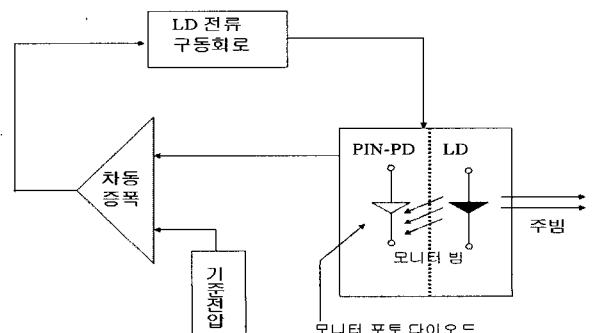 LD 전류
구동회로
PIN-PD LD
차동
증폭
주빔
모니터 빔
기
준
전
압
모니터 포토 다이오드